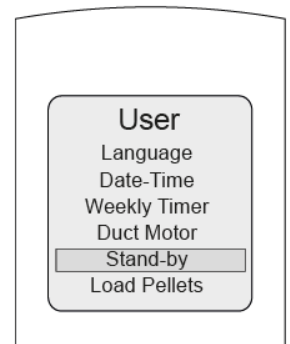 User
Language
Date-Time
Weekly Timer
Duct Motor
Stand-by
Load Pellets